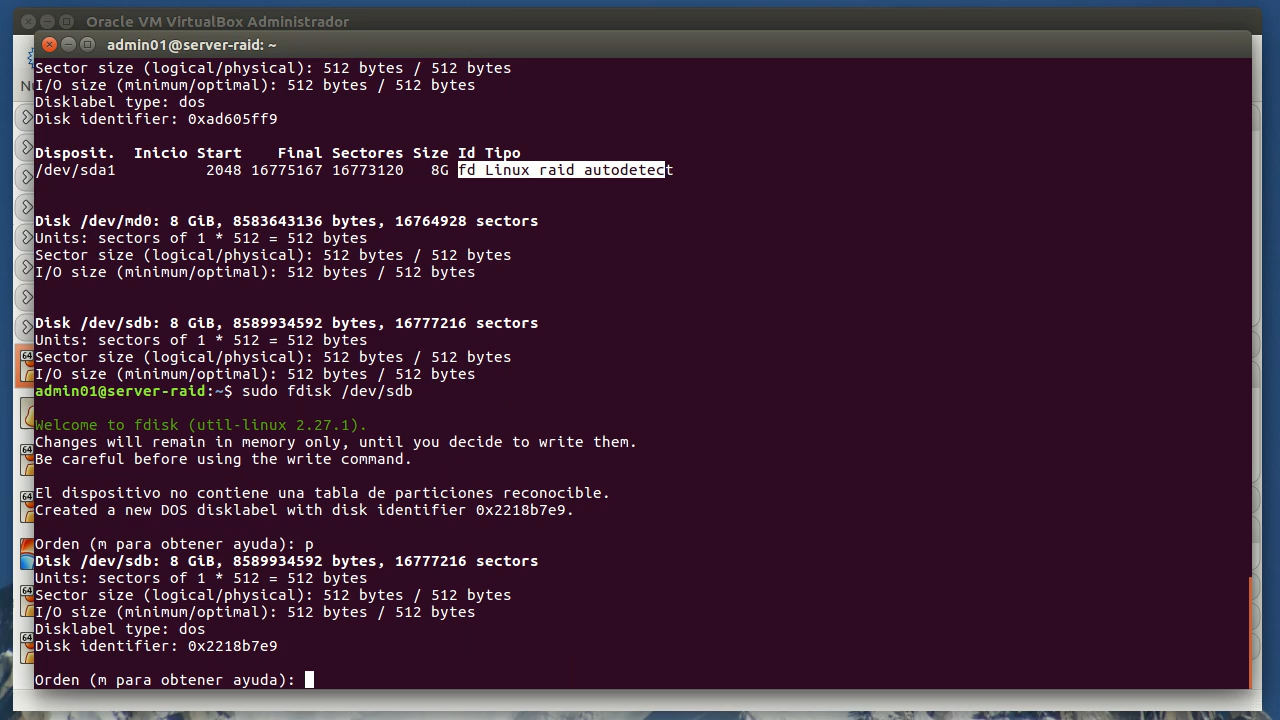 Oracle VM VirtualBox Administrador
admin01@server-raid: ~
Sector size (logical/physical): 512 bytes / 512 bytes
I/O size (minimum/optimal): 512 bytes / 512 bytes
Disklabel type: dos
Disk identifier: 0xad605ff9
Disposit.  Inicio Start    Final Sectores Size Id Tipo
/dev/sda1          2048 16775167 16773120   8G fd Linux raid autodetect
Disk /dev/md0: 8 GiB, 8583643136 bytes, 16764928 sectors
Units: sectors of 1 * 512 = 512 bytes
Sector size (logical/physical): 512 bytes / 512 bytes
I/O size (minimum/optimal): 512 bytes / 512 bytes
Disk /dev/sdb: 8 GiB, 8589934592 bytes, 16777216 sectors
Units: sectors of 1 * 512 = 512 bytes
Sector size (logical/physical): 512 bytes / 512 bytes
I/O size (minimum/optimal): 512 bytes / 512 bytes
admin01@server-raid:~$ sudo fdisk /dev/sdb
Welcome to fdisk (util-linux 2.27.1).
Changes will remain in memory only, until you decide to write them.
Be careful before using the write command.
El dispositivo no contiene una tabla de particiones reconocible.
Created a new DOS disklabel with disk identifier 0x2218b7e9.
Orden (m para obtener ayuda): p
Disk /dev/sdb: 8 GiB, 8589934592 bytes, 16777216 sectors
Units: sectors of 1 * 512 = 512 bytes
Sector size (logical/physical): 512 bytes / 512 bytes
I/O size (minimum/optimal): 512 bytes / 512 bytes
Disklabel type: dos
Disk identifier: 0x2218b7e9
Orden (m para obtener ayuda):